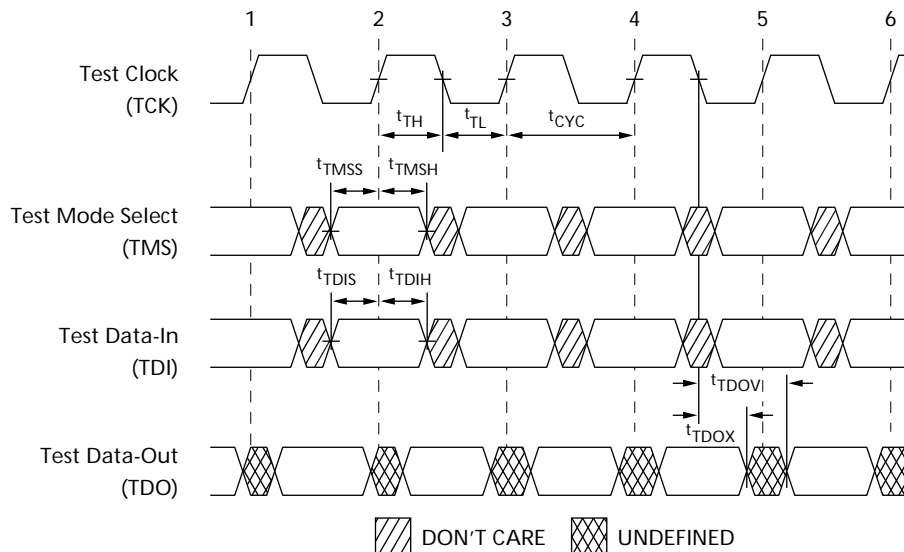 1 2 3 4 5 6
Test Clock
(TCK)
tTH tTL tCYC
tTMSS tTMSH
Test Mode Select
(TMS)
tTDIS tTDIH
Test Data-In
(TDI)
tTDOV
tTDOX
Test Data-Out
(TDO)
DON'T CARE UNDEFINED